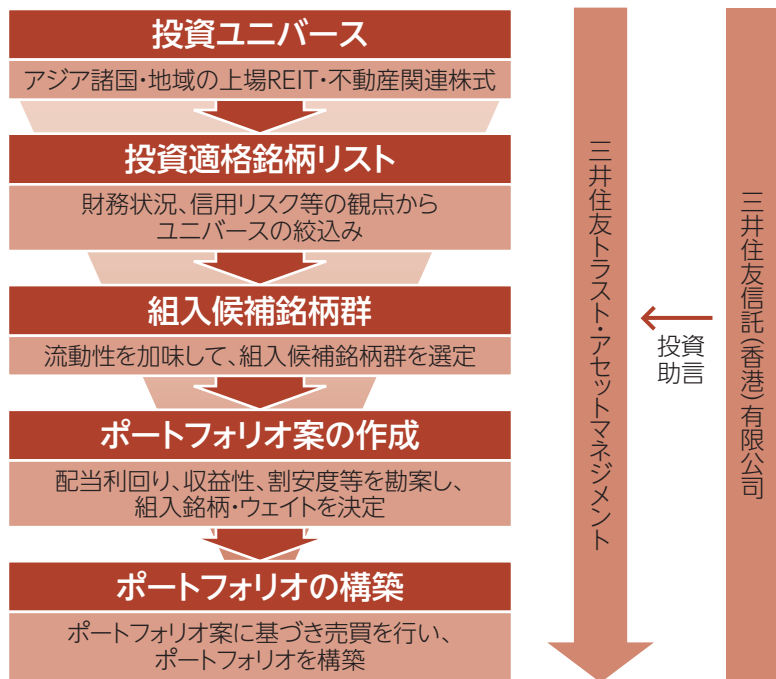 投資ユニバース
アジア諸国・地域の上場REIT・不動産関連株式
投資適格銘柄リスト
財務状況、信用リスク等の観点から
ユニバースの絞込み
組入候補銘柄群
流動性を加味して、組入候補銘柄群を選定
ポートフォリオ案の作成
配当利回り、収益性、割安度等を勘案し、
組入銘柄・ウェイトを決定
ポートフォリオの構築
ポートフォリオ案に基づき売買を行い、
ポートフォリオを構築
三井住友トラスト・アセットマネジメント
投資
助言
三井住友信託(香港)有限公司